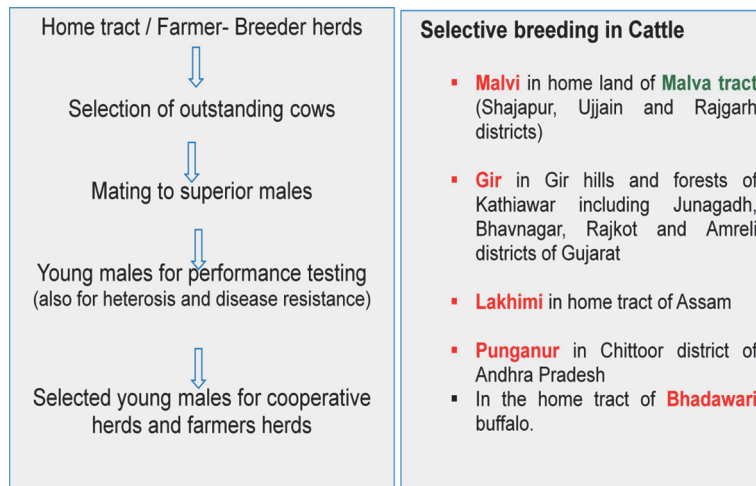 Home tract / Farmer- Breeder herds
Selection of outstanding cows
Mating to superior males
Young males for performance testing
(also for heterosis and disease resistance)
Selected young males for cooperative
herds and farmers herds
Selective breeding in Cattle
▪ Malvi in home land of Malva tract
(Shajapur, Ujjain and Rajgarh
districts)
▪ Gir in Gir hills and forests of
Kathiawar including Junagadh,
Bhavnagar, Rajkot and Amreli
districts of Gujarat
▪ Lakhimi in home tract of Assam
▪ Punganur in Chittoor district of
Andhra Pradesh
▪ In the home tract of Bhadawari
buffalo.